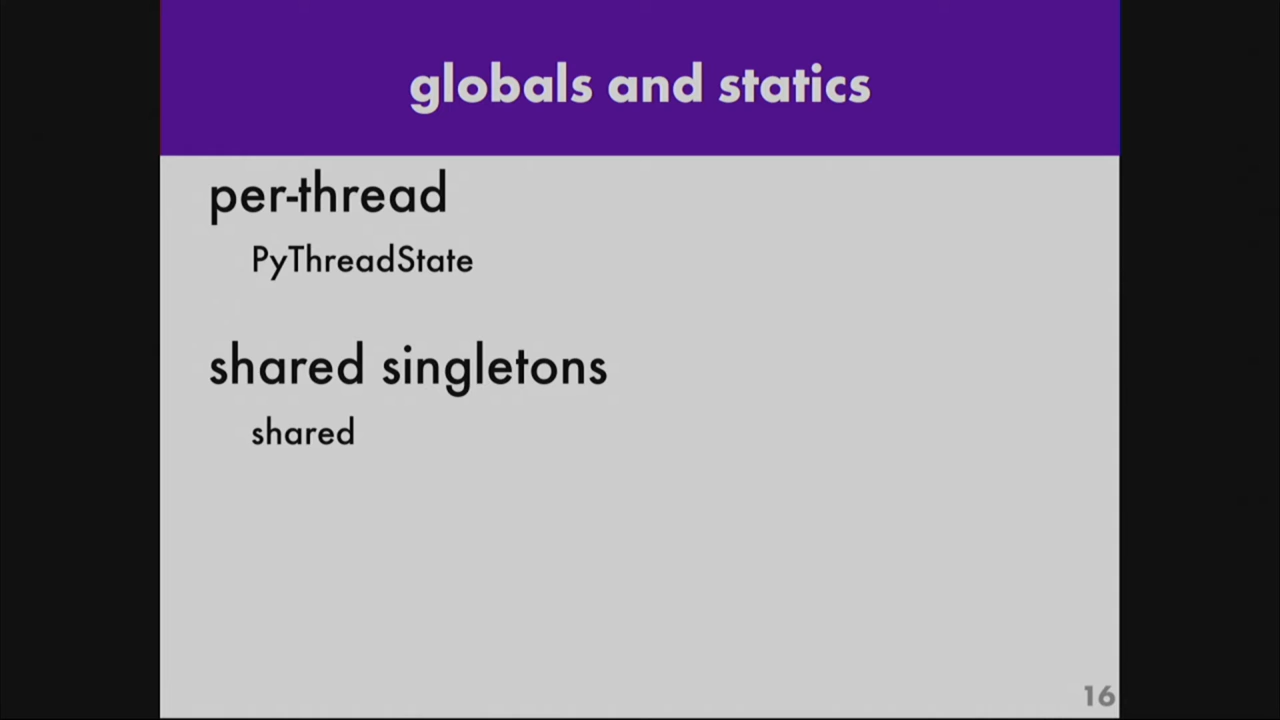 globals and statics
per-thread
PyThreadState
shared singletons
shared
16